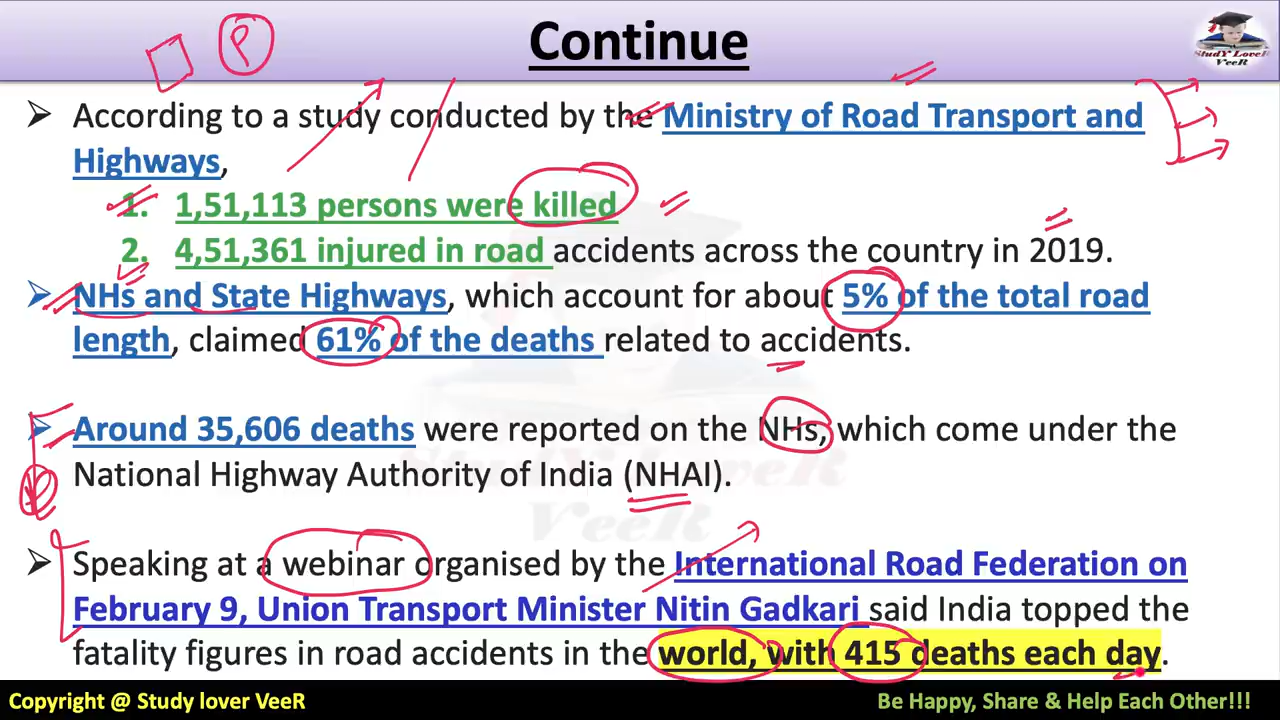 Continue
P
StudY LoveR
VeeR
➢ According to a study conducted by the Ministry of Road Transport and
Highways,
1. 1,51,113 persons were killed
2. 4,51,361 injured in road accidents across the country in 2019.
➢ NHs and State Highways, which account for about 5% of the total road
length, claimed 61% of the deaths related to accidents.
➢ Around 35,606 deaths were reported on the NHs, which come under the
National Highway Authority of India (NHAI).
StudY LoveR
VeeR
➢ Speaking at a webinar organised by the International Road Federation on
February 9, Union Transport Minister Nitin Gadkari said India topped the
fatality figures in road accidents in the world, with 415 deaths each day.
Copyright @ Study lover VeeR
Be Happy, Share & Help Each Other!!!